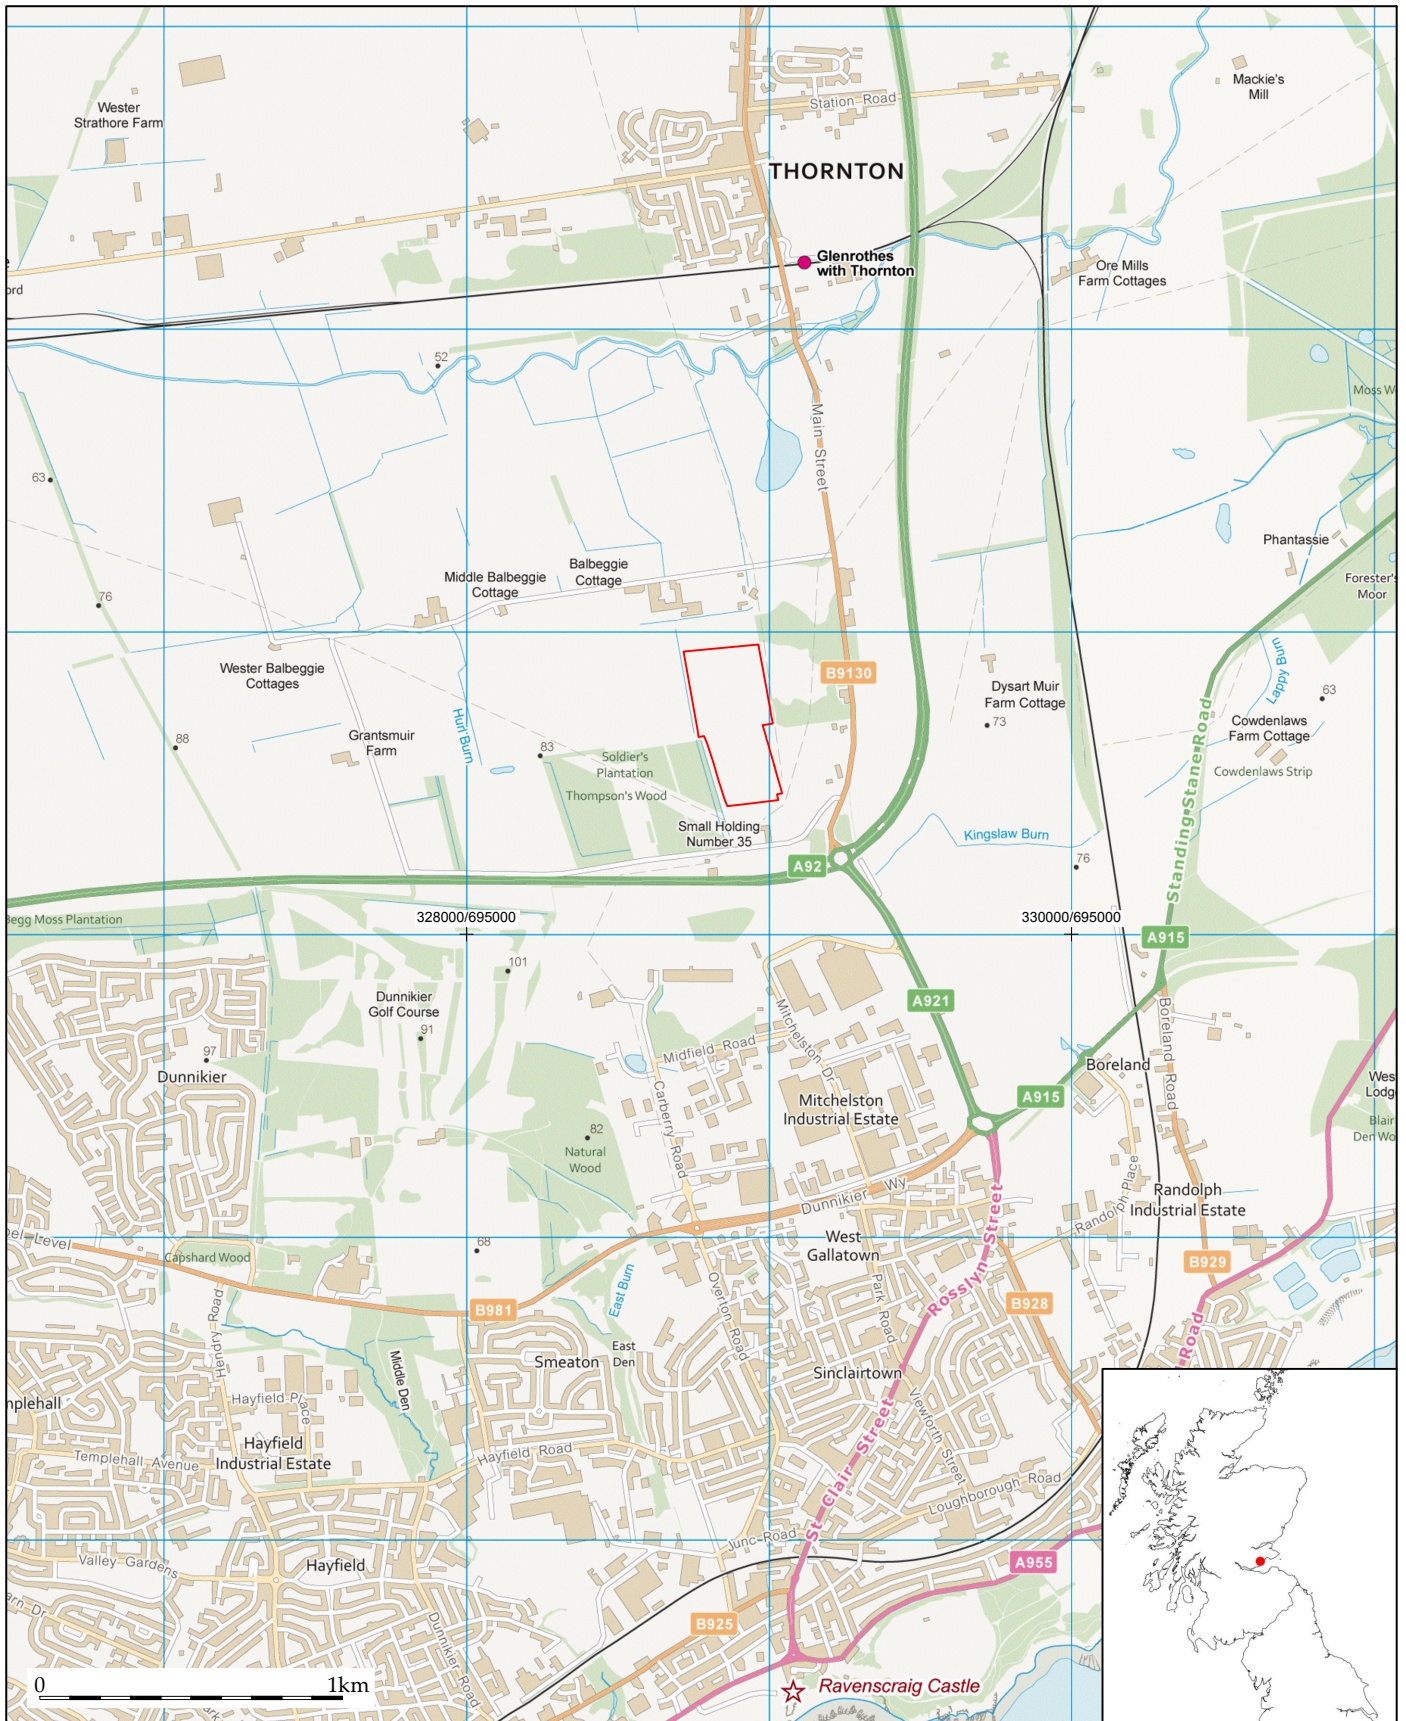 Mackie's
Mill
Wester
Strathore Farm
Station Road
THORNTON
Glenrothes
with Thornton
Ore Mills
Farm Cottages
ord
52
Moss W
Main Street
63
Phantassie
Forester's
Moor
Balbeggie
Cottage
Middle Balbeggie
Cottage
76
Wester Balbeggie
Cottages
B9130
Dysart Muir
Farm Cottage
73
Lappy Burn
63
Cowdenlaws
Farm Cottage
Cowdenlaws Strip
Hurl Burn
Grantsmuir
Farm
88
83
Soldier's
Plantation
Thompson's Wood
Small Holding
Number 35
Kingslaw Burn
Standing Stane Road
A92
76
Begg Moss Plantation
328000/695000
330000/695000
A915
101
Dunnikier
Golf Course
91
A921
Mitchelston Dr
Midfield Road
Boreland Road
97
Dunnikier
Boreland
Wes
Lodg
Carberry Road
Mitchelston
Industrial Estate
A915
Blair
Den Wo
82
Natural
Wood
Dunnikier Wy
Randolph Place
Randolph
Industrial Estate
West
Gallatown
Rosslyn Street
bel Level
Capshard Wood
68
B929
East Burn
Overton Road
Park Road
B981
B928
Hendry Road
Middle Den
East
Den
Smeaton
Sinclairtown
Road
mplehall
Hayfield Place
Viewforth Street
Hayfield
Industrial Estate
Templehall Avenue
Hayfield Road
St Clair Street
Loughborough Road
Junc Road
Valley Gardens
Hayfield
A955
arn Dr
Dunnikier Road
B925
0
1km
Ravenscraig Castle